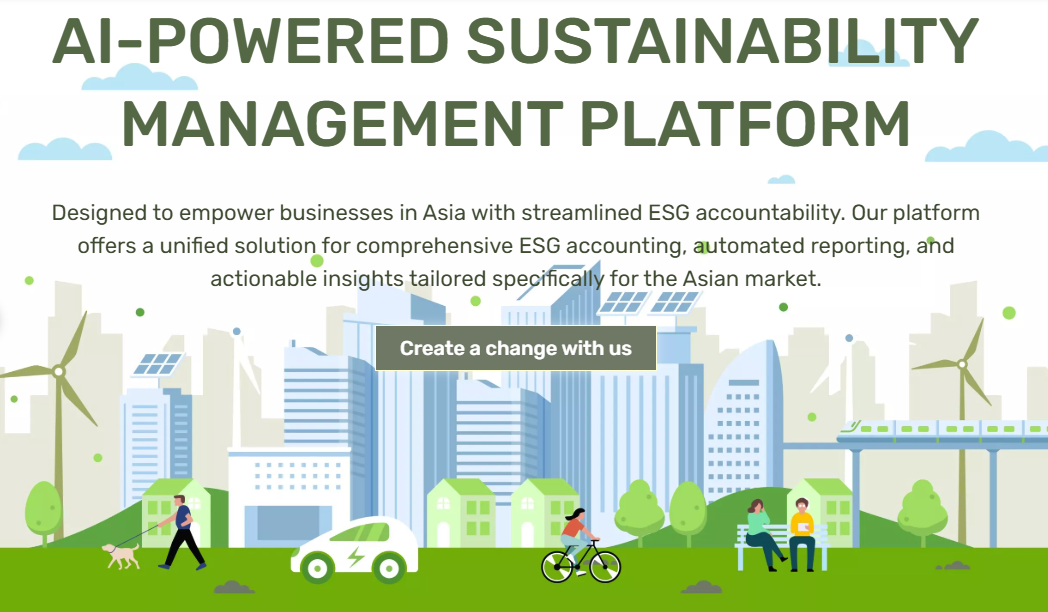 AI-POWERED SUSTAINABILITY
MANAGEMENT PLATFORM
Designed to empower businesses in Asia with streamlined ESG accountability. Our platform
offers a unified solution for comprehensive ESG accounting, automated reporting, and
actionable insights tailored specifically for the Asian market.
Create a change with us